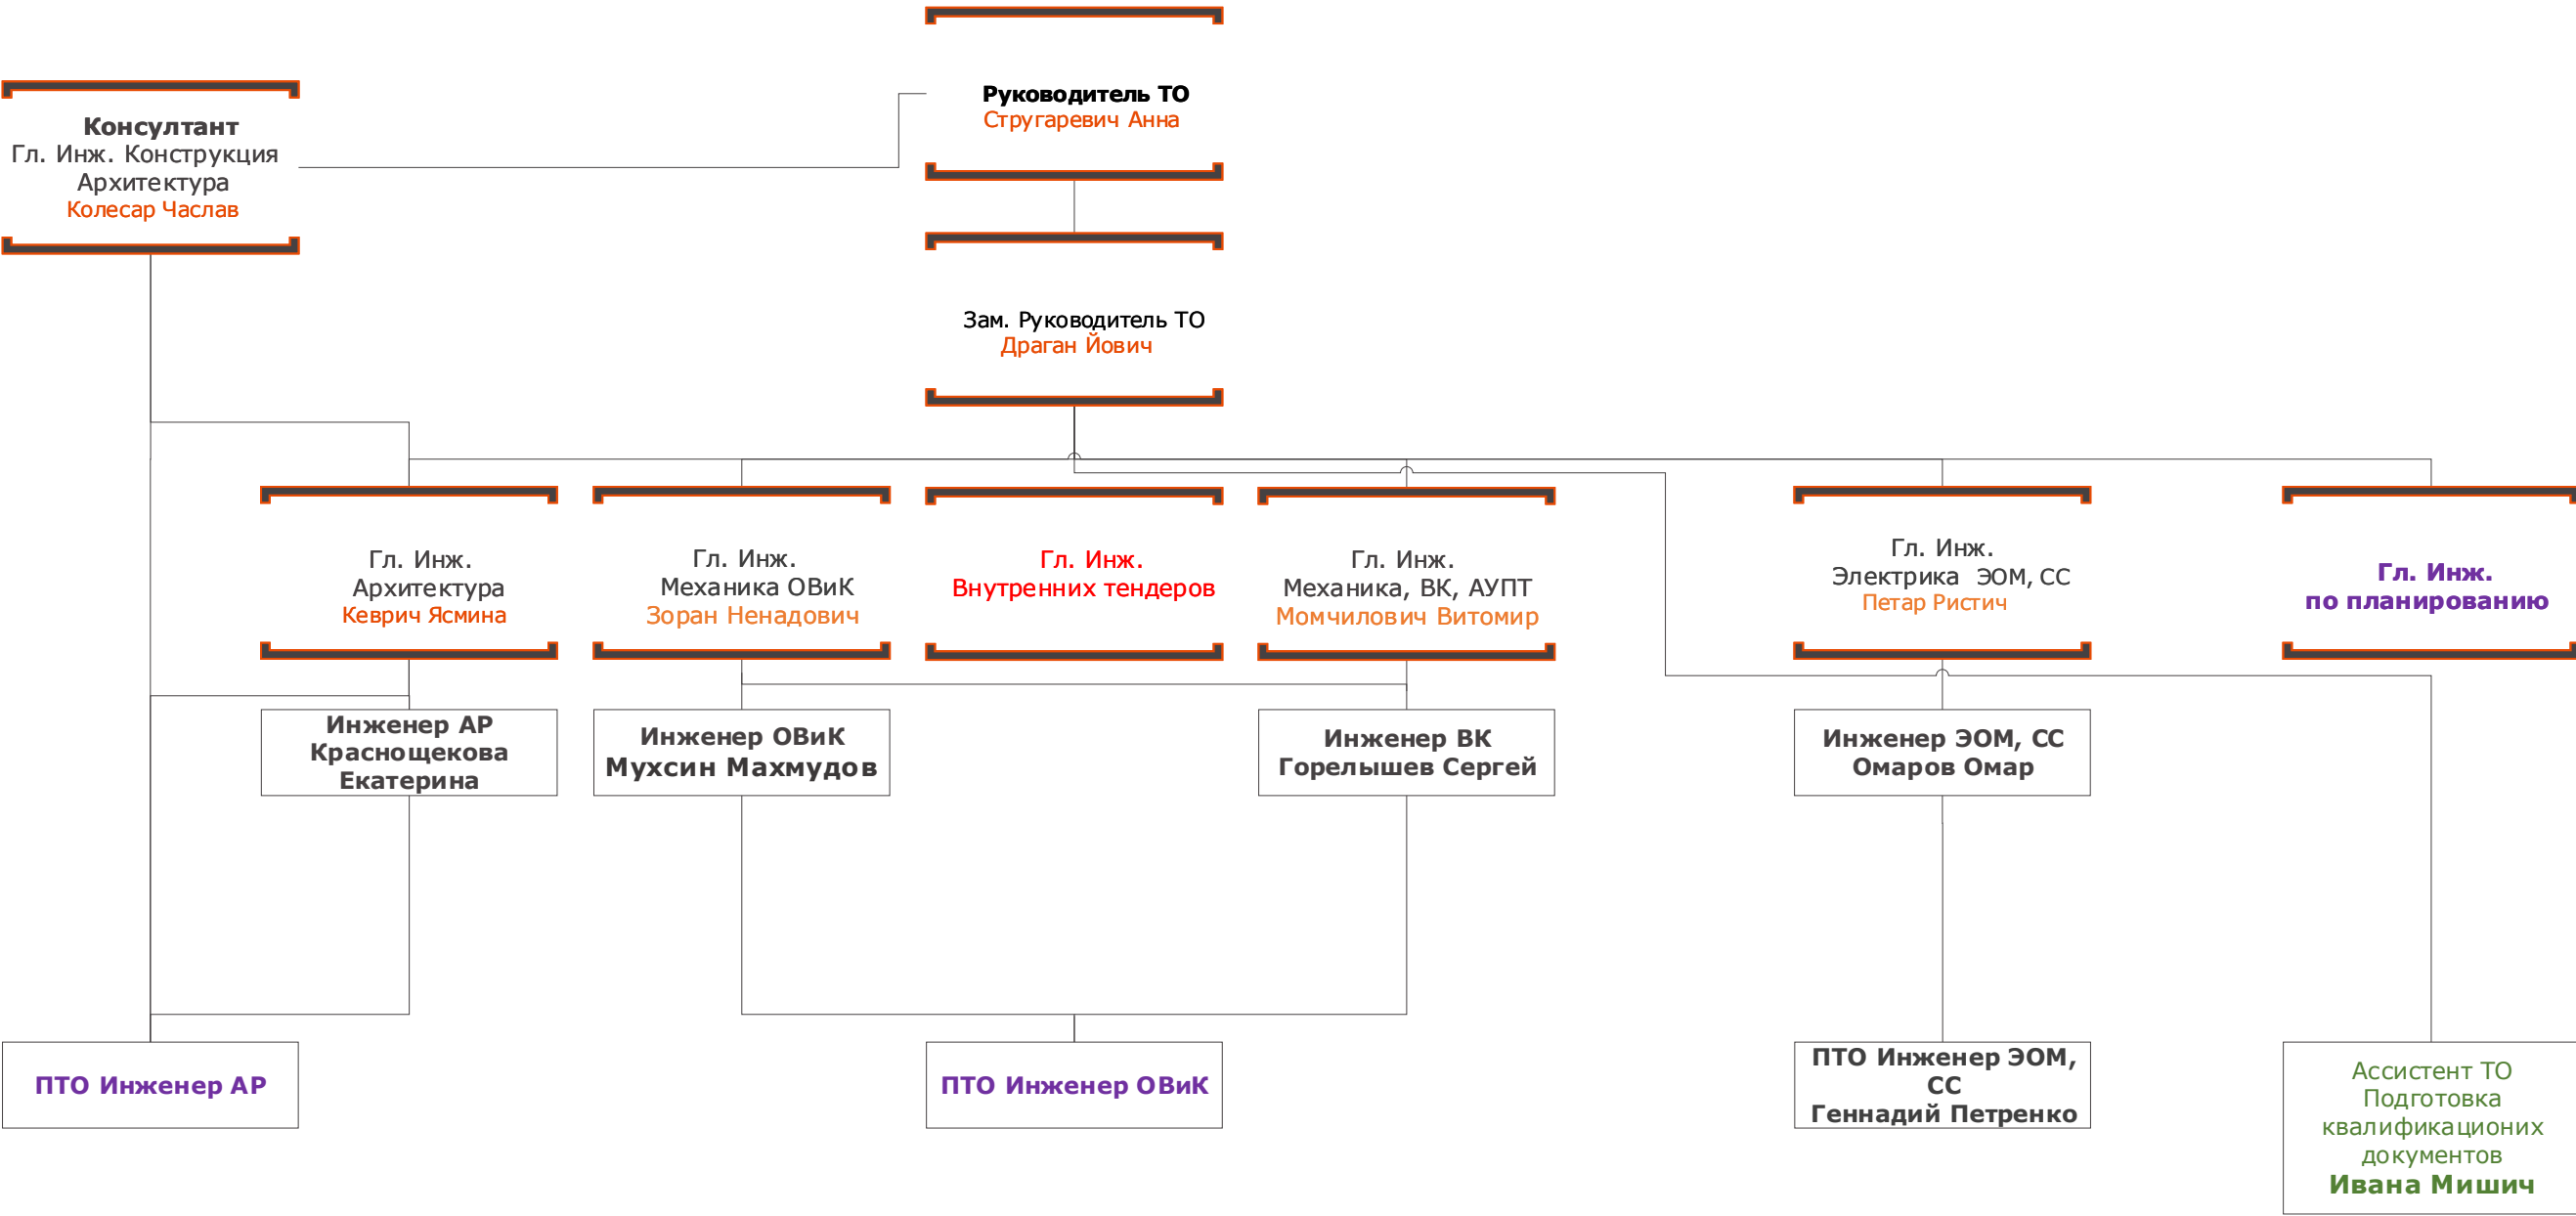 Руководитель ТО
Стругаревич Анна
Консултант
Гл. Инж. Конструкция
Архитектура
Колесар Часлав
Зам. Руководитель ТО
Драган Йович
Гл. Инж.
Архитектура
Кеврич Ясмина
Гл. Инж.
Механика ОВиК
Зоран Ненадович
Гл. Инж.
Внутренних тендеров
Гл. Инж.
Механика, ВК, АУПТ
Момчилович Витомир
Гл. Инж.
Электрика ЭОМ, СС
Петар Ристич
Гл. Инж.
по планированию
Инженер АР
Краснощекова
Екатерина
Инженер ОВиК
Мухсин Махмудов
Инженер ВК
Горелышев Сергей
Инженер ЭОМ, СС
Омаров Омар
ПТО Инженер АР
ПТО Инженер ОВиК
ПТО Инженер ЭОМ,
СС
Геннадий Петренко
Ассистент ТО
Подготовка
квалификационих
документов
Ивана Мишич